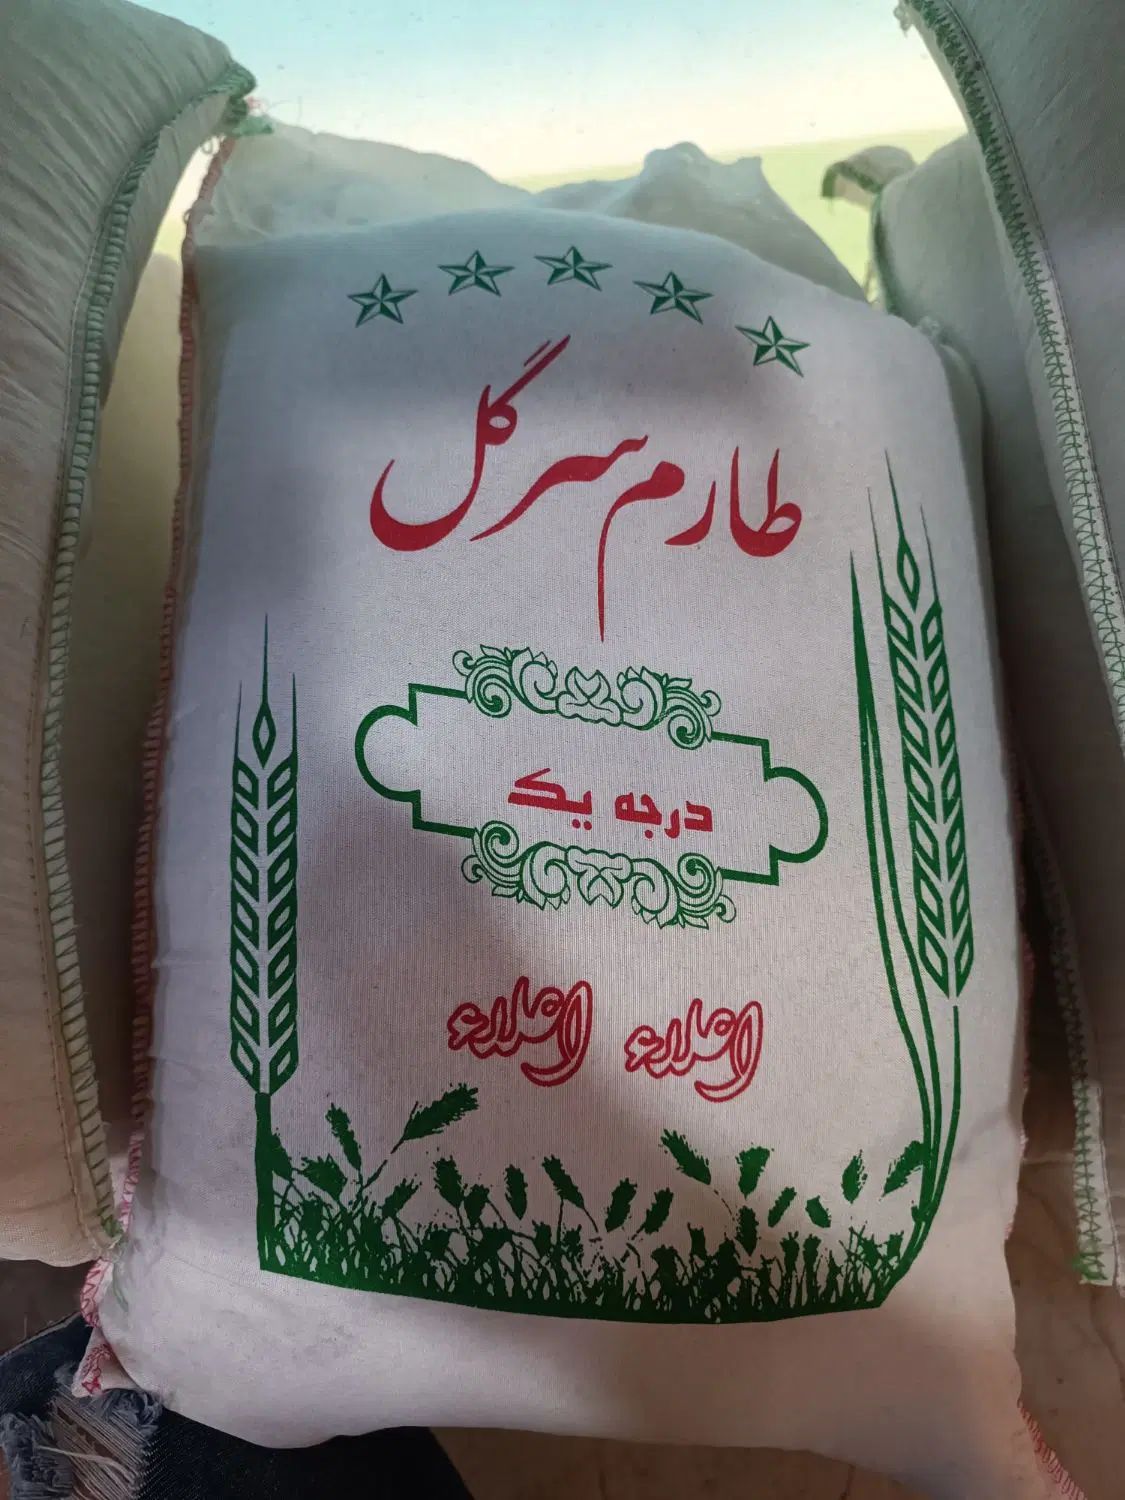 طارم سرگل
درجه یک
اعلاء اعلاء